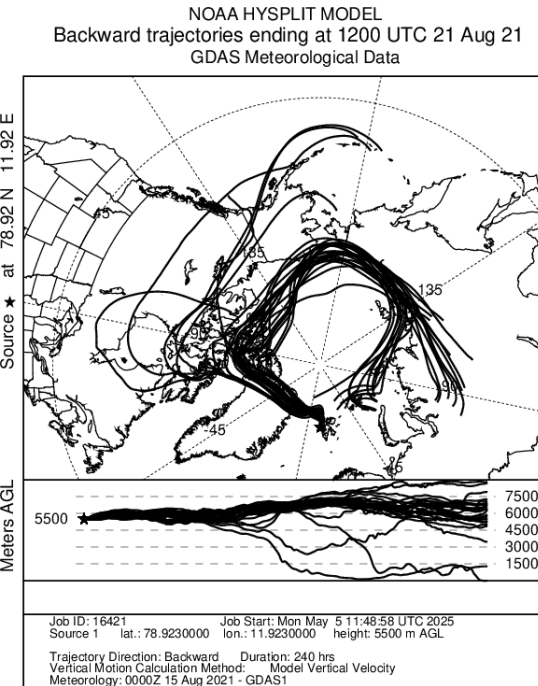 NOAA HYSPLIT MODEL
Backward trajectories ending at 1200 UTC 21 Aug 21
GDAS Meteorological Data
Source ★ at 78.92 N 11.92 E
45
135
135
90
-45
45
Meters AGL
5500
7500
6000
4500
3000
1500
Job ID: 16421 Job Start: Mon May 5 11:48:58 UTC 2025
Source 1 lat.: 78.9230000 lon.: 11.9230000 height: 5500 m AGL
Trajectory Direction: Backward Duration: 240 hrs
Vertical Motion Calculation Method: Model Vertical Velocity
Meteorology: 0000Z 15 Aug 2021 - GDAS1